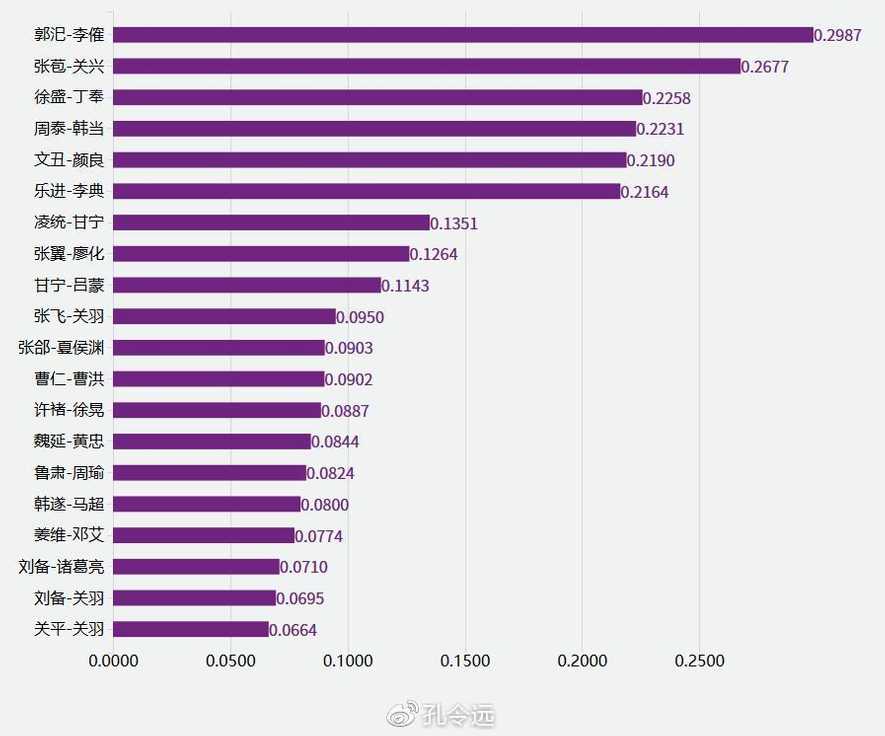 郭汜-李傕 0.2987
张苞-关兴 0.2677
徐盛-丁奉 0.2258
周泰-韩当 0.2231
文丑-颜良 0.2190
乐进-李典 0.2164
凌统-甘宁 0.1351
张翼-廖化 0.1264
甘宁-吕蒙 0.1143
张飞-关羽 0.0950
张郃-夏侯渊 0.0903
曹仁-曹洪 0.0902
许褚-徐晃 0.0887
魏延-黄忠 0.0844
鲁肃-周瑜 0.0824
韩遂-马超 0.0800
姜维-邓艾 0.0774
刘备-诸葛亮 0.0710
刘备-关羽 0.0695
关平-关羽 0.0664
0.0000 0.0500 0.1000 0.1500 0.2000 0.2500
孔令远